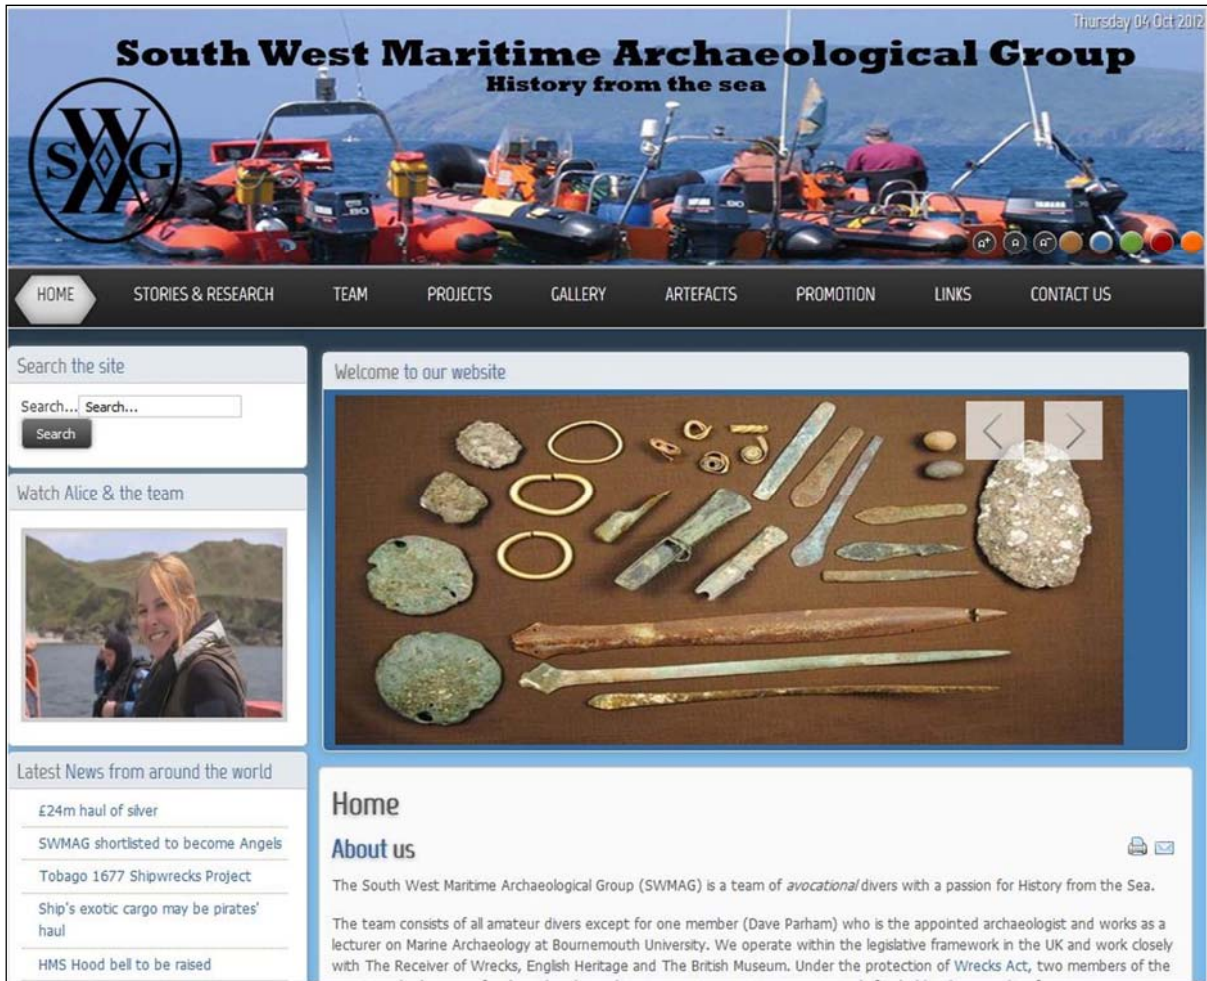 Thursday 04 Oct 2012
South West Maritime Archaeological Group
History from the sea
SWAG
YAMAHA
A+ A A-
HOME STORIES & RESEARCH TEAM PROJECTS GALLERY ARTEFACTS PROMOTION LINKS CONTACT US
Search the site
Search... Search...
Search
Watch Alice & the team
Latest News from around the world
£24m haul of silver
SWMAG shortlisted to become Angels
Tobago 1677 Shipwrecks Project
Ship's exotic cargo may be pirates'
haul
HMS Hood bell to be raised
Welcome to our website
Home
About us
The South West Maritime Archaeological Group (SWMAG) is a team of avocational divers with a passion for History from the Sea.
The team consists of all amateur divers except for one member (Dave Parham) who is the appointed archaeologist and works as a
lecturer on Marine Archaeology at Bournemouth University. We operate within the legislative framework in the UK and work closely
with The Receiver of Wrecks, English Heritage and The British Museum. Under the protection of Wrecks Act, two members of the